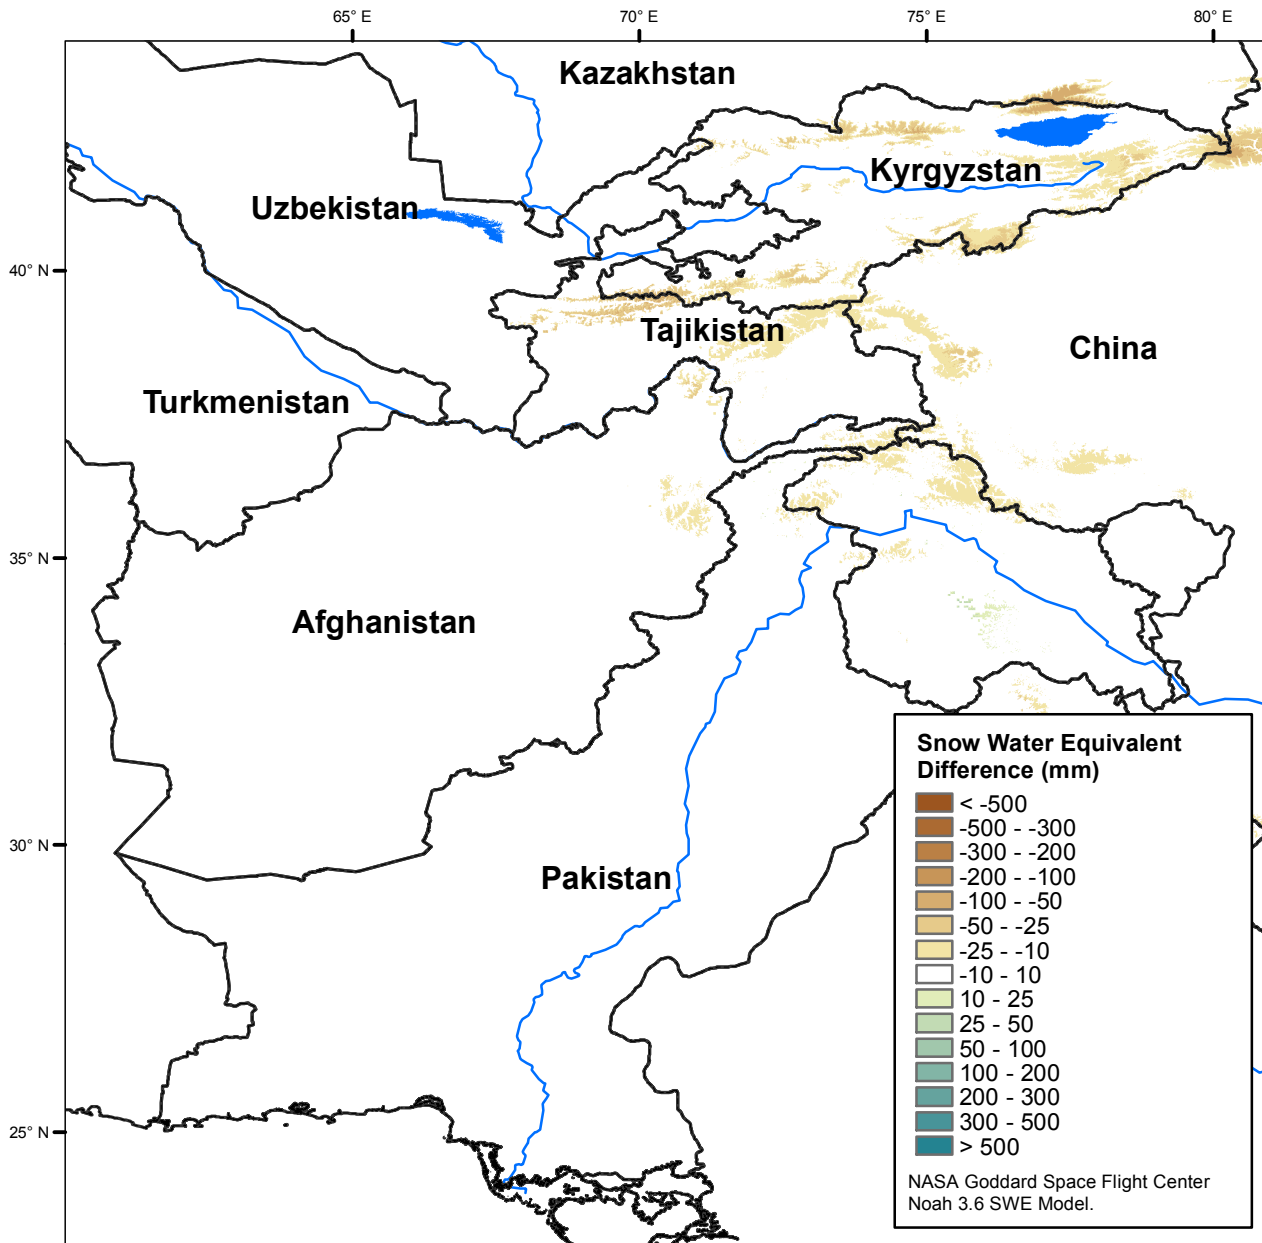 65° E
70° E
75° E
80° E
Kazakhstan
Kyrgyzstan
Uzbekistan
40° N
Tajikistan
China
Turkmenistan
35° N
Afghanistan
30° N
Pakistan
25° N
Snow Water Equivalent
Difference (mm)
< -500
-500 - -300
-300 - -200
-200 - -100
-100 - -50
-50 - -25
-25 - -10
-10 - 10
10 - 25
25 - 50
50 - 100
100 - 200
200 - 300
300 - 500
> 500
NASA Goddard Space Flight Center
Noah 3.6 SWE Model.